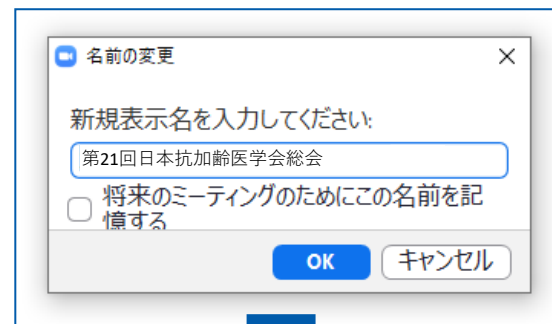 名前の変更
新規表示名を入力してください:
第21回日本抗加齢医学会総会
将来のミーティングのためにこの名前を記
憶する
OK
キャンセル